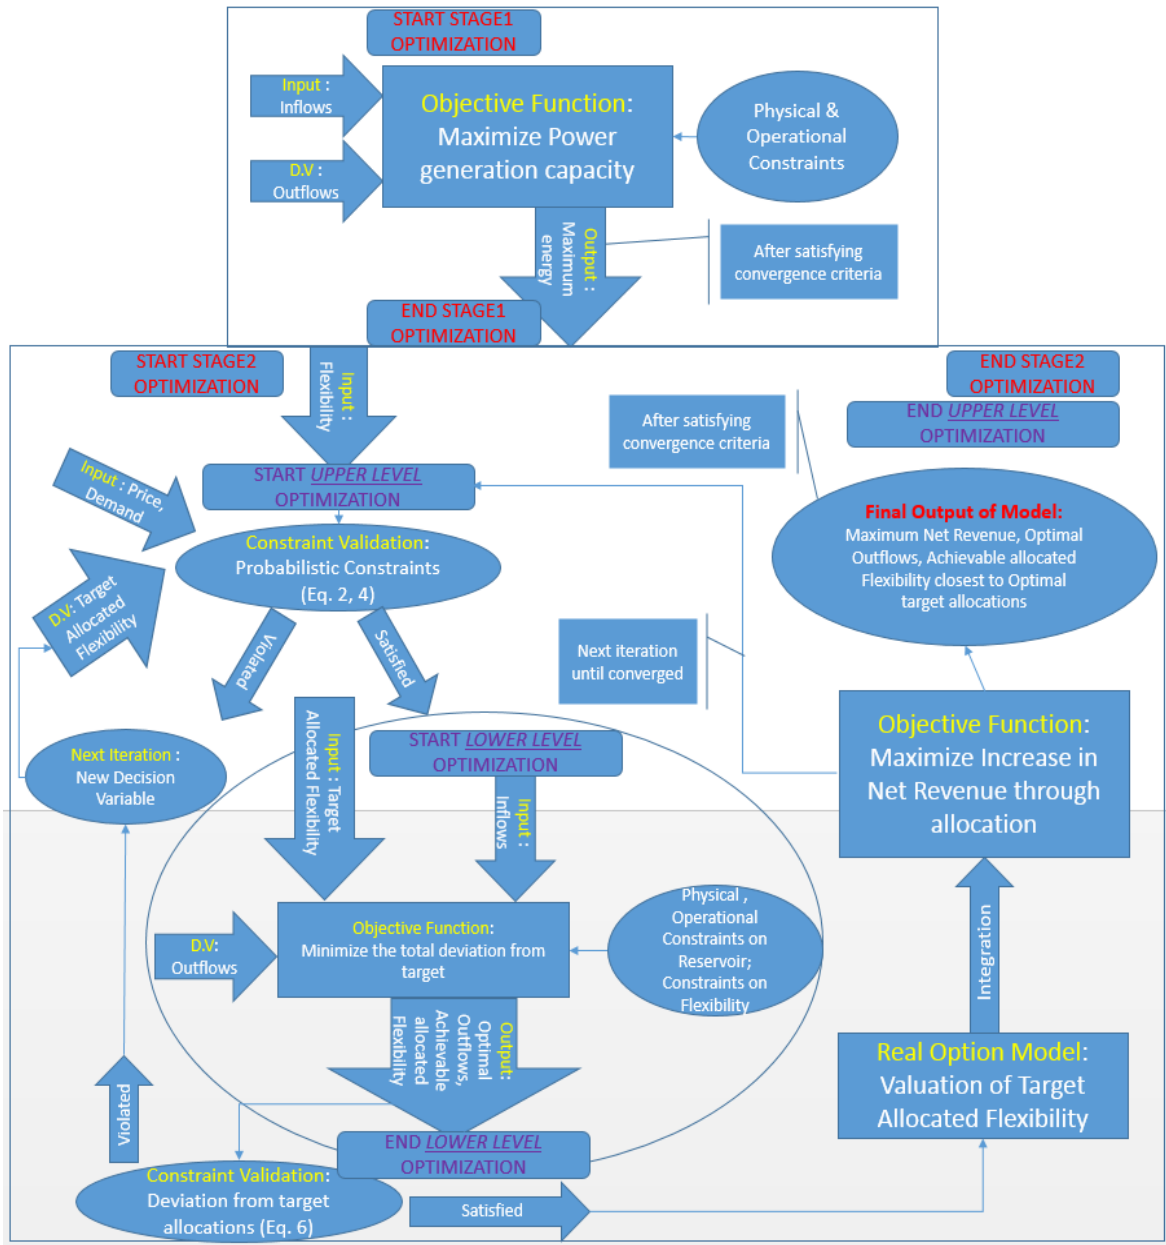 START STAGE1
OPTIMIZATION
Input :
Inflows
Objective Function:
Maximize Power
generation capacity
Physical &
Operational
Constraints
D.V :
Outflows
Output :
Maximum
energy
After satisfying
convergence criteria
END STAGE1
OPTIMIZATION
START STAGE2
OPTIMIZATION
Input :
Flexibility
END STAGE2
OPTIMIZATION
END UPPER LEVEL
OPTIMIZATION
After satisfying
convergence criteria
Input : Price,
Demand
START UPPER LEVEL
OPTIMIZATION
Final Output of Model:
Maximum Net Revenue, Optimal
Outflows, Achievable allocated
Flexibility closest to Optimal
target allocations
Constraint Validation:
Probabilistic Constraints
(Eq. 2, 4)
D.V: Target
Allocated
Flexibility
Violated
Satisfied
Next iteration
until converged
Next Iteration :
New Decision
Variable
Input : Target
Allocated Flexibility
START LOWER LEVEL
OPTIMIZATION
Input :
Inflows
Objective Function:
Maximize Increase in
Net Revenue through
allocation
D.V:
Outflows
Objective Function:
Minimize the total deviation from
target
Physical ,
Operational
Constraints on
Reservoir;
Constraints on
Flexibility
Integration
Output:
Optimal
Outflows,
Achievable
allocated
Flexibility
Real Option Model:
Valuation of Target
Allocated Flexibility
Violated
END LOWER LEVEL
OPTIMIZATION
Constraint Validation:
Deviation from target
allocations (Eq. 6)
Satisfied